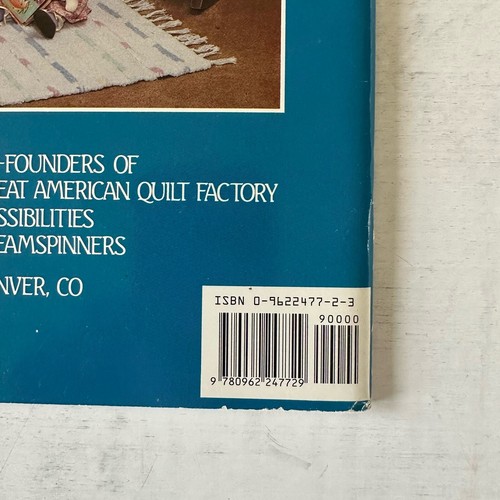 -FOUNDERS OF
EAT AMERICAN QUILT FACTORY
SSIBILITIES
EAMSPINNERS
NVER, CO
ISBN 0-9622477-2-3
90000
9 780962 247729